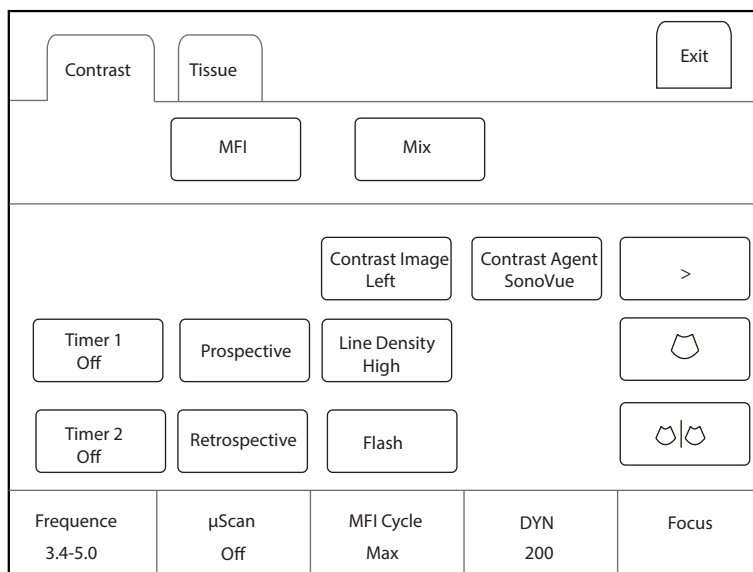 Contrast
Tissue
Exit
MFI
Mix
Contrast Image
Left
Contrast Agent
SonoVue
>
Timer 1
Off
Prospective
Line Density
High
Timer 2
Off
Retrospective
Flash
Frequence
3.4-5.0
μScan
Off
MFI Cycle
Max
DYN
200
Focus